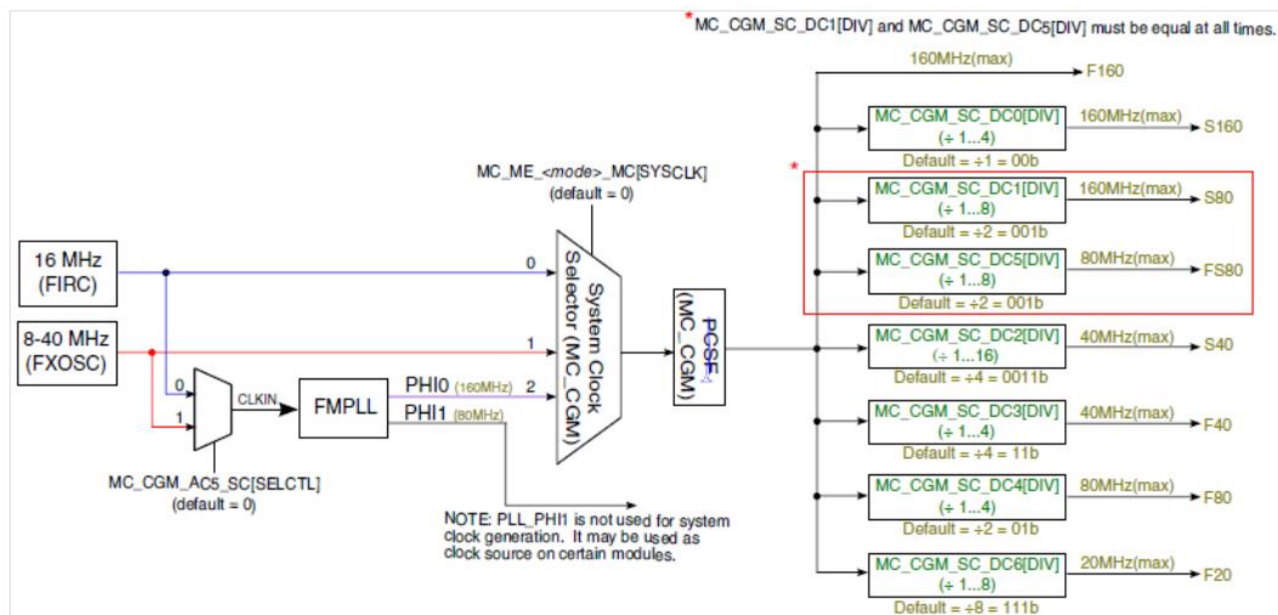 *MC_CGM_SC_DC1[DIV] and MC_CGM_SC_DC5[DIV] must be equal at all times.
160MHz(max)
F160
MC_CGM_SC_DC0[DIV]
(÷ 1...4)
Default = ÷1 = 00b
160MHz(max)
S160
*
MC_CGM_SC_DC1[DIV]
(÷ 1...8)
Default = ÷2 = 001b
160MHz(max)
S80
MC_CGM_SC_DC5[DIV]
(÷ 1...8)
Default = ÷2 = 001b
80MHz(max)
FS80
MC_CGM_SC_DC2[DIV]
(÷ 1...16)
Default = ÷4 = 0011b
40MHz(max)
S40
MC_CGM_SC_DC3[DIV]
(÷ 1...4)
Default = ÷4 = 11b
40MHz(max)
F40
MC_CGM_SC_DC4[DIV]
(÷ 1...4)
Default = ÷2 = 01b
80MHz(max)
F80
MC_CGM_SC_DC6[DIV]
(÷ 1...8)
Default = ÷8 = 111b
20MHz(max)
F20
MC_ME_<mode>_MC[SYSCLK]
(default = 0)
16 MHz
(FIRC)
8-40 MHz
(FXOSC)
0
1
CLKIN
FMPLL
MC_CGM_AC5_SC[SELCTL]
(default = 0)
PHI0 (160MHz)
PHI1 (80MHz)
0
1
2
System Clock
Selector (MC_CGM)
PCSF
(MC_CGM)
NOTE: PLL_PHI1 is not used for system
clock generation. It may be used as
clock source on certain modules.